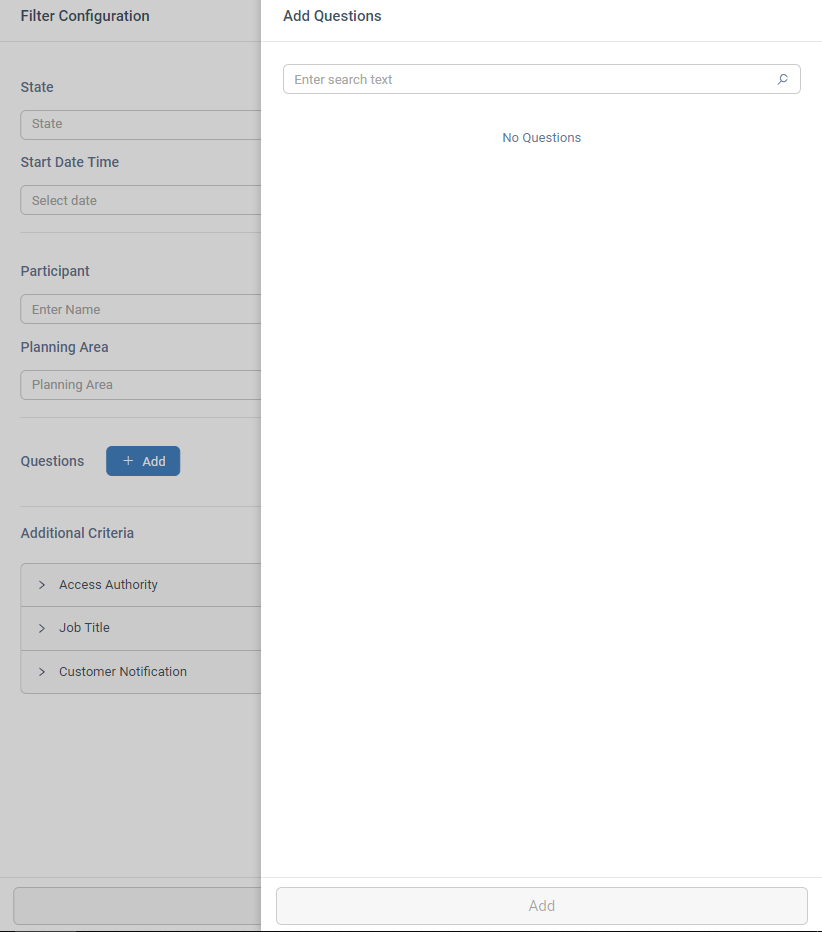 Filter Configuration
State
State
Start Date Time
Select date
Participant
Enter Name
Planning Area
Planning Area
Questions
+ Add
Additional Criteria
Access Authority
Job Title
Customer Notification
Add Questions
Enter search text
No Questions
Add